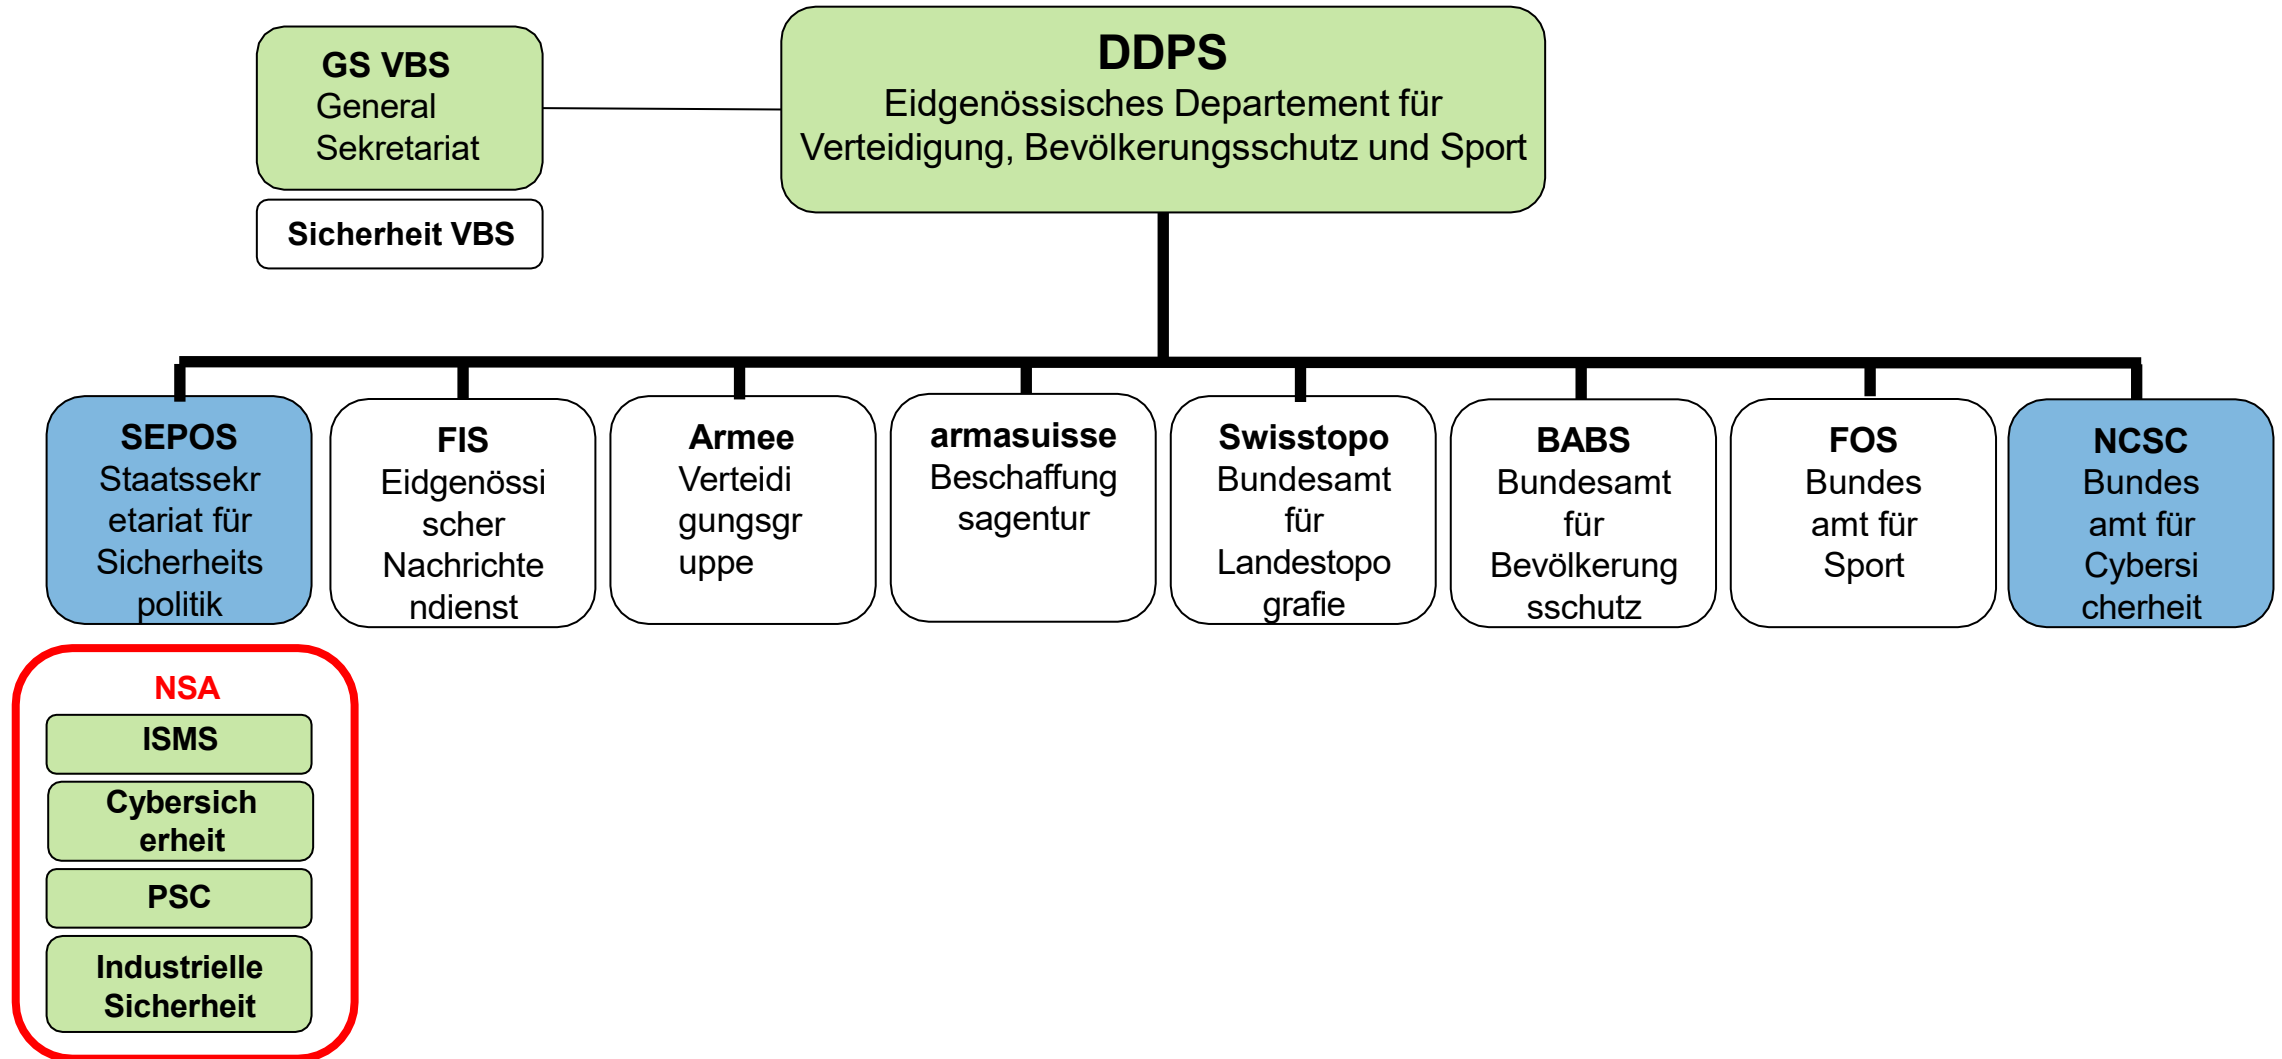 GS VBS
General
Sekretariat
Sicherheit VBS
DDPS
Eidgenössisches Departement für
Verteidigung, Bevölkerungsschutz und Sport
SEPOS
Staatssekr
etariat für
Sicherheits
politik
FIS
Eidgenössi
scher
Nachrichte
ndienst
Armee
Verteidi
gungsgr
uppe
armasuisse
Beschaffung
sagentur
Swisstopo
Bundesamt
für
Landestopo
grafie
BABS
Bundesamt
für
Bevölkerung
sschutz
FOS
Bundes
amt für
Sport
NCSC
Bundes
amt für
Cybersi
cherheit
NSA
ISMS
Cybersich
erheit
PSC
Industrielle
Sicherheit